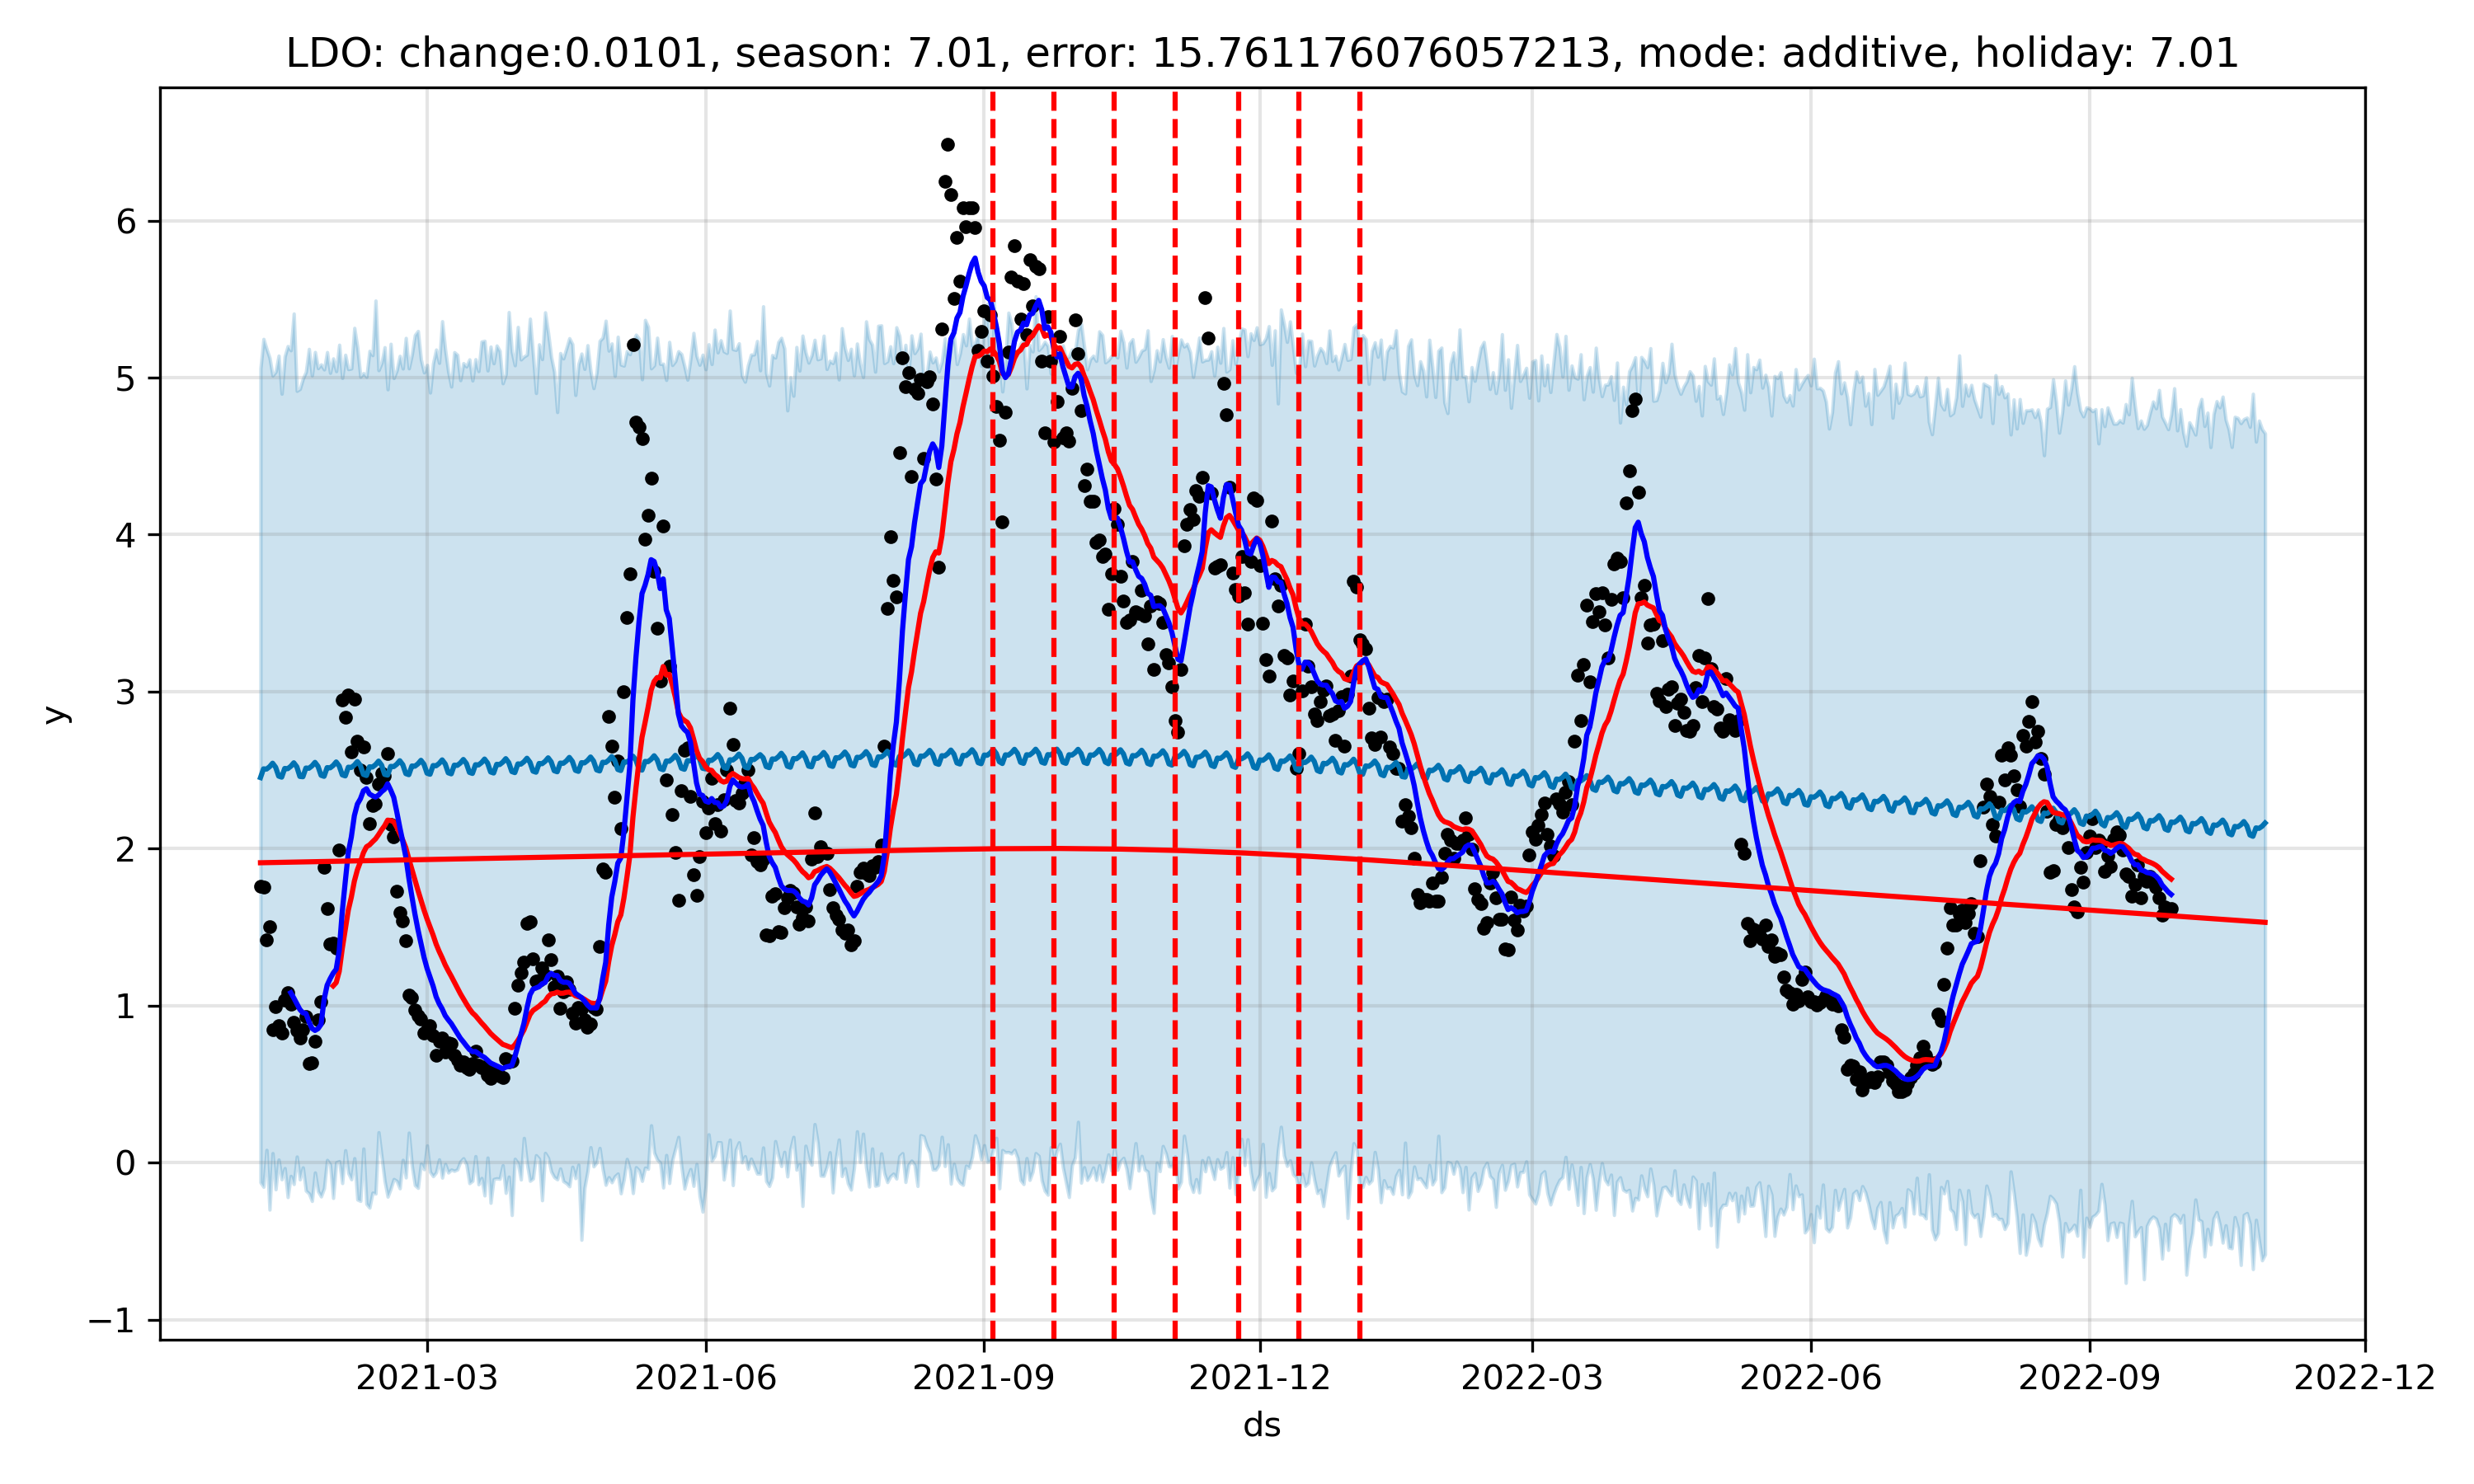 LDO: change:0.0101, season: 7.01, error: 15.761176076057213, mode: additive, holiday: 7.01
6
5
4
3
2
1
0
−1
y
2021-03 2021-06 2021-09 2021-12 2022-03 2022-06 2022-09 2022-12
ds